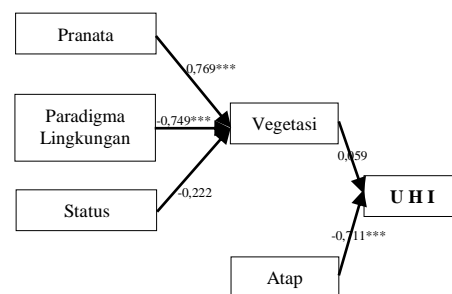 Pranata
0,769***
Paradigma
Lingkungan
-0,749***
Vegetasi
0,059
Status
-0,222
U H I
-0,711***
Atap